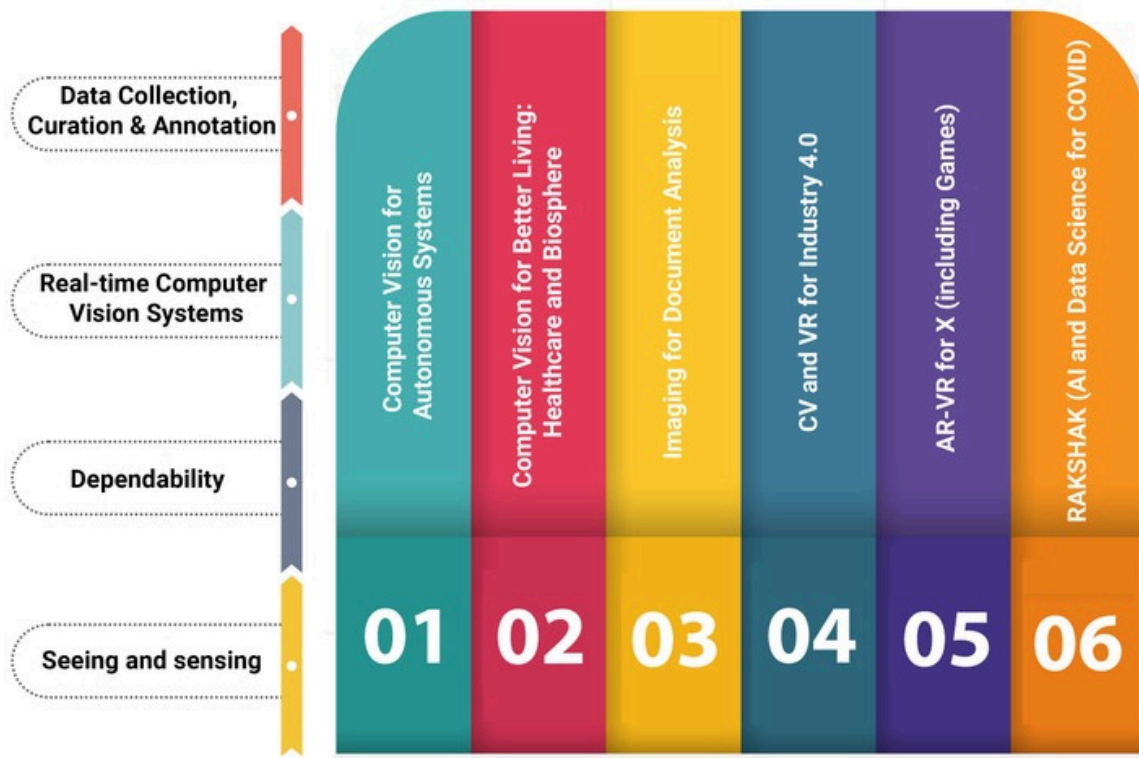 Data Collection,
Curation & Annotation
Real-time Computer
Vision Systems
Dependability
Seeing and sensing
Computer Vision for
Autonomous Systems
01
Computer Vision for Better Living:
Healthcare and Biosphere
02
Imaging for Document Analysis
03
CV and VR for Industry 4.0
04
AR-VR for X (including Games)
05
RAKSHAK (AI and Data Science for COVID)
06